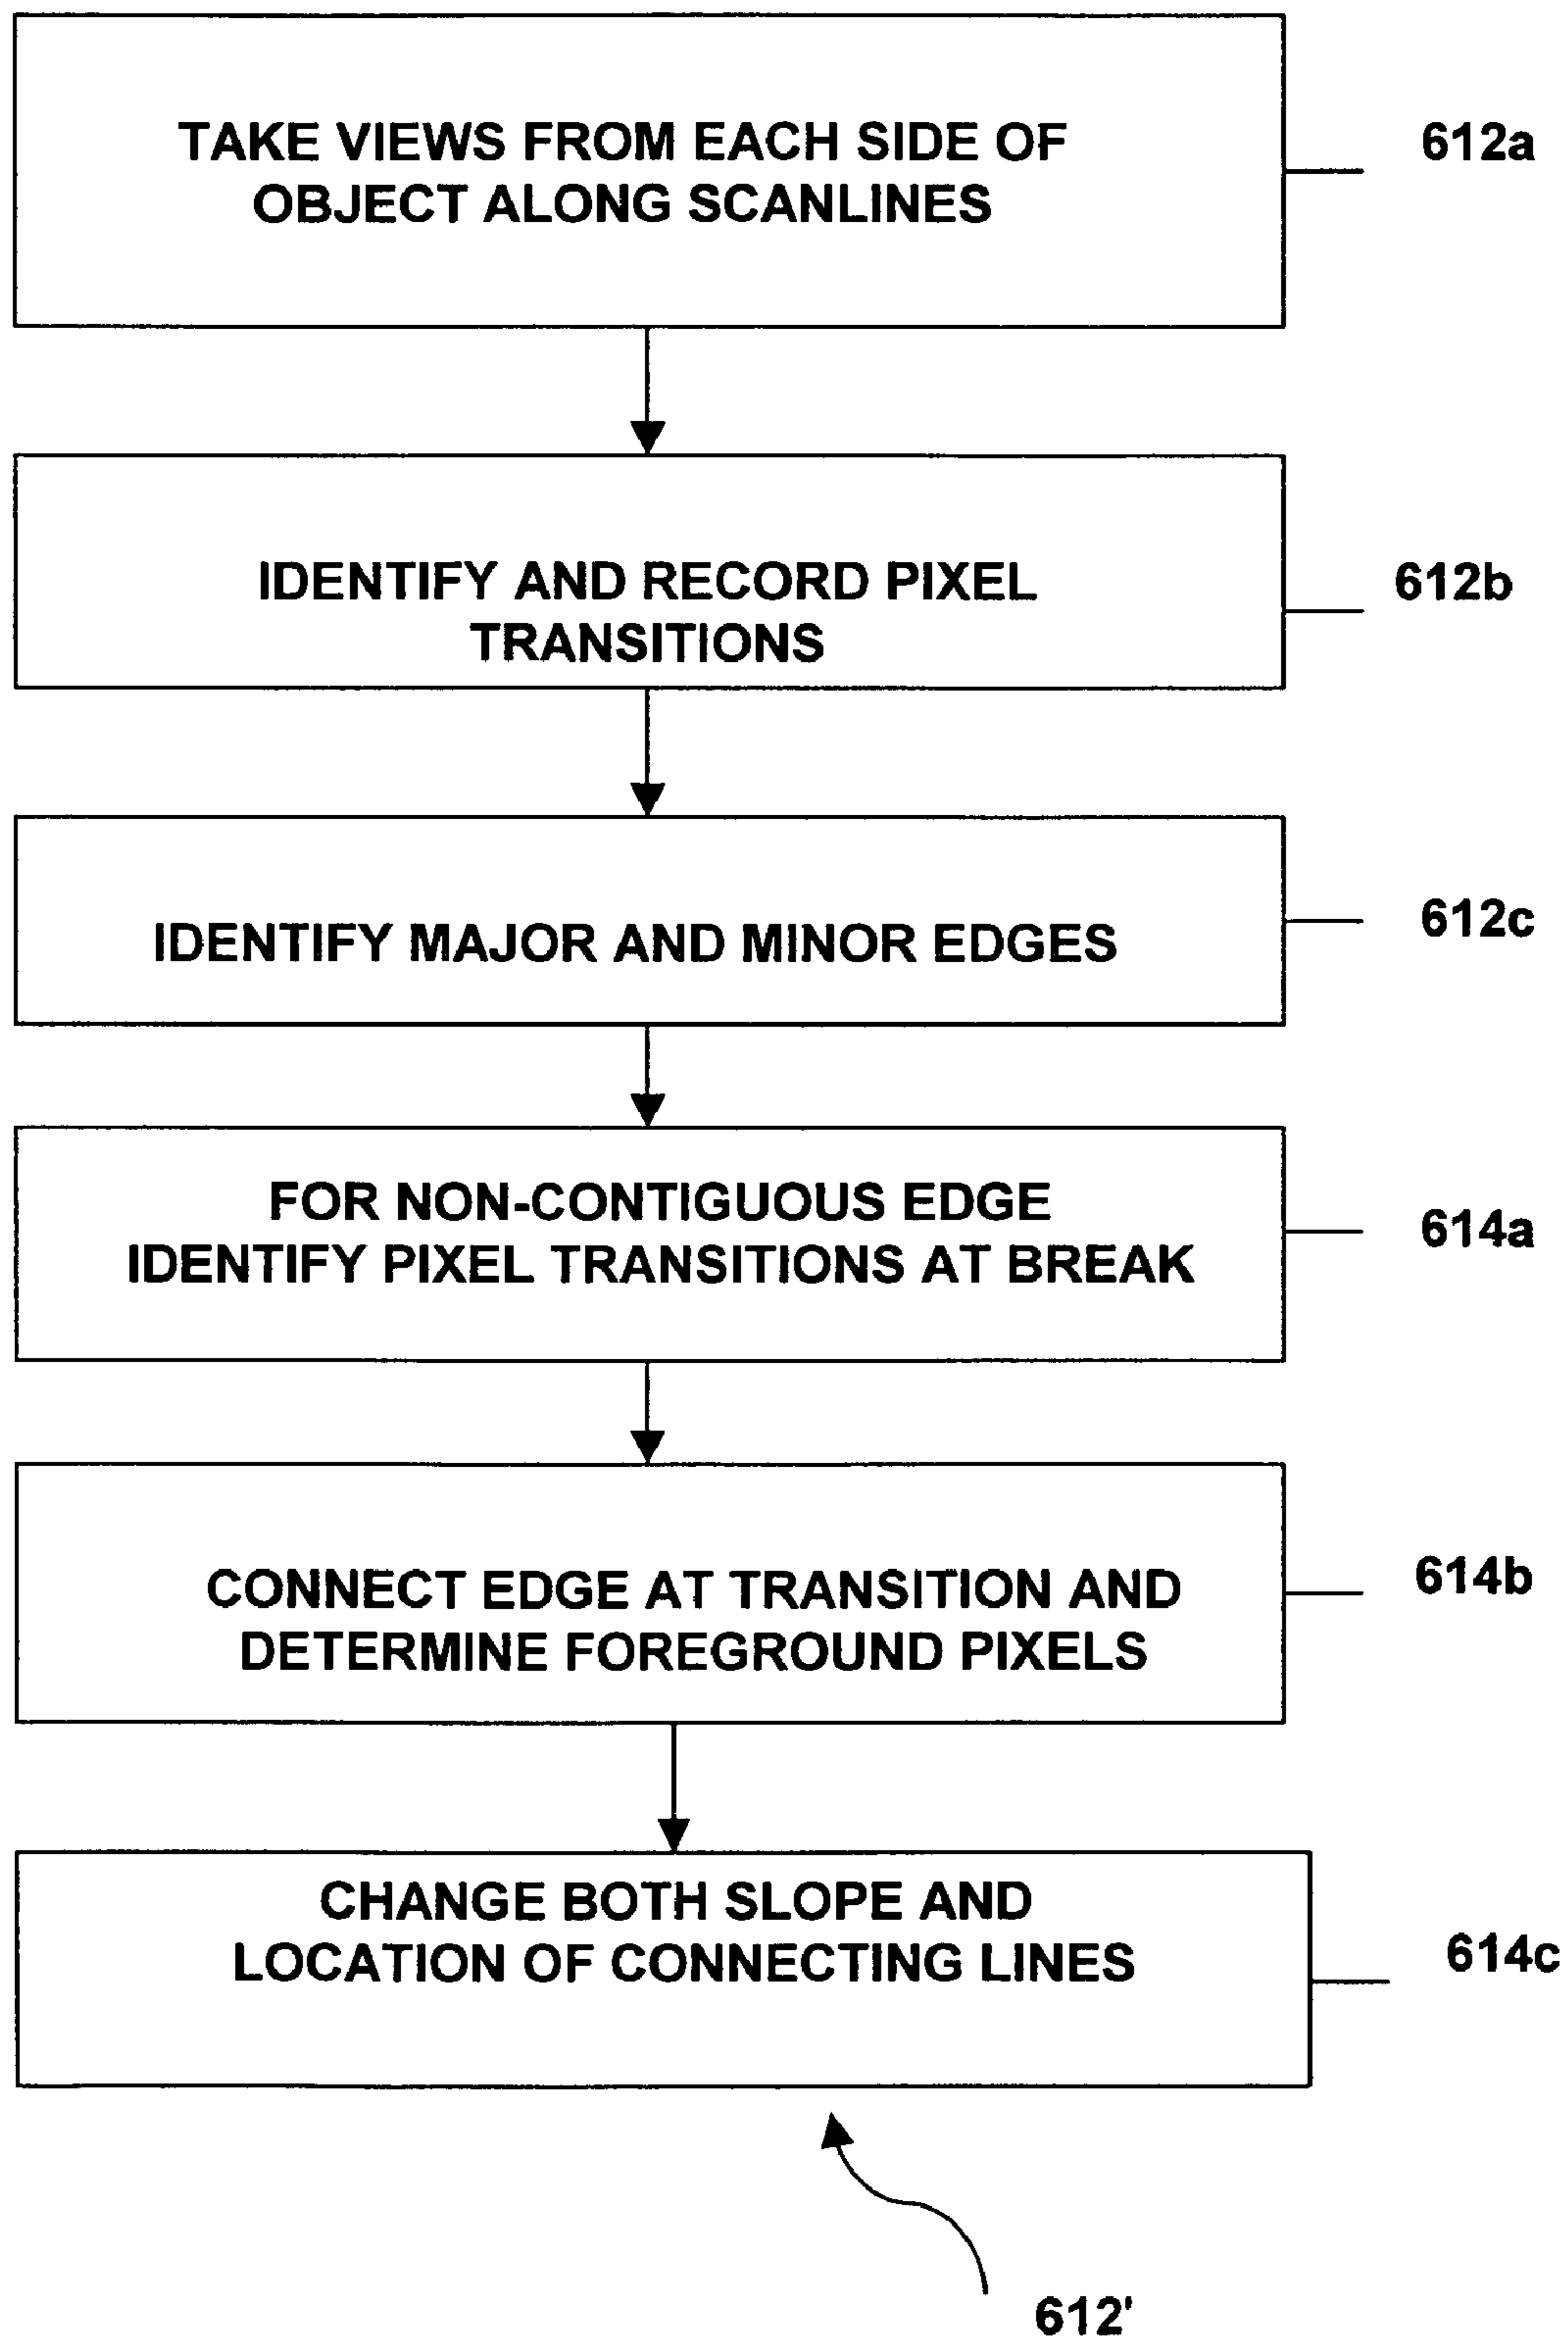 TAKE VIEWS FROM EACH SIDE OF
OBJECT ALONG SCANLINES
612a
IDENTIFY AND RECORD PIXEL
TRANSITIONS
612b
IDENTIFY MAJOR AND MINOR EDGES
612c
FOR NON-CONTIGUOUS EDGE
IDENTIFY PIXEL TRANSITIONS AT BREAK
614a
CONNECT EDGE AT TRANSITION AND
DETERMINE FOREGROUND PIXELS
614b
CHANGE BOTH SLOPE AND
LOCATION OF CONNECTING LINES
614c
612'